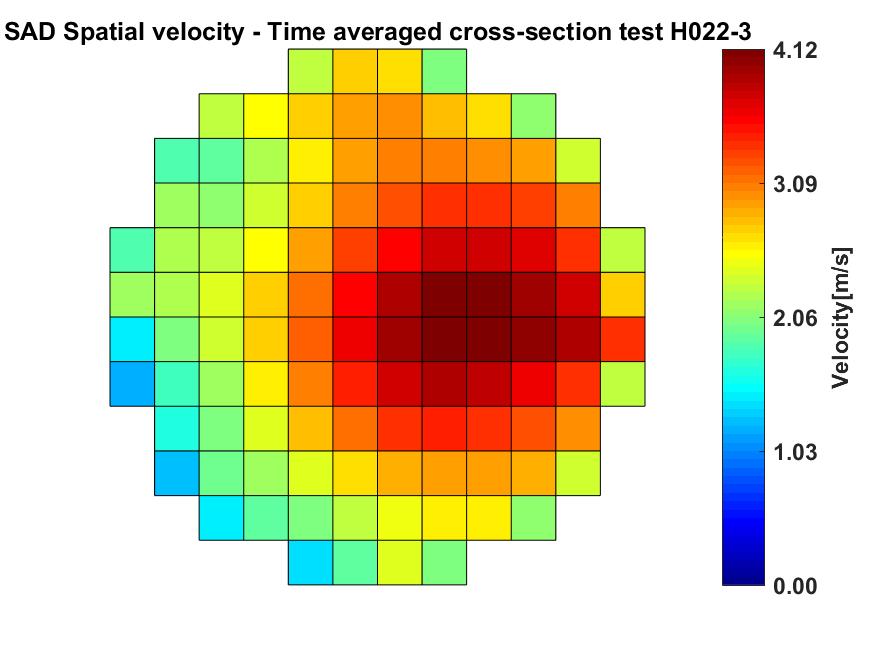 SAD Spatial velocity - Time averaged cross-section test H022-3
4.12
3.09
2.06
1.03
0.00
Velocity[m/s]